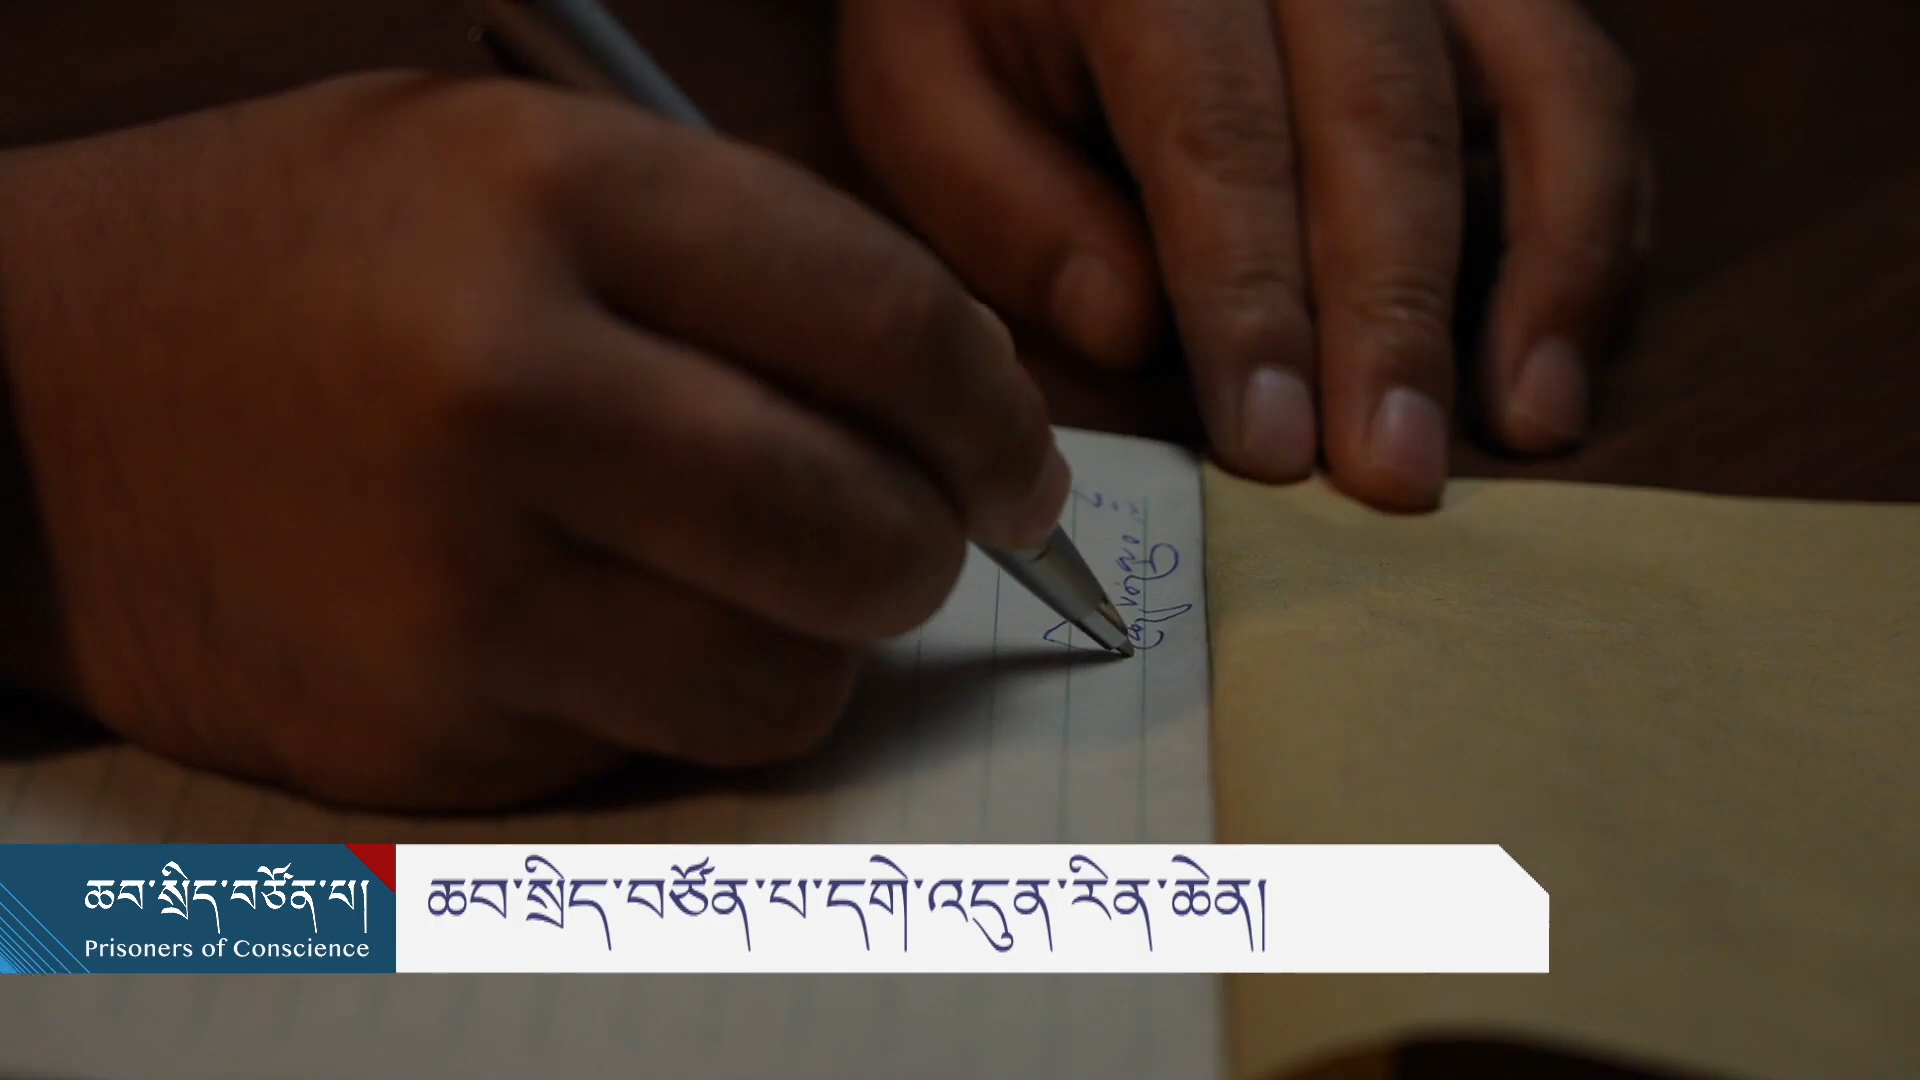 ཆབ་སྲིད་བཙོན་པ།
Prisoners of Conscience
ཆབ་སྲིད་བཙོན་པ་དགེ་འདུན་རིན་ཆེན།